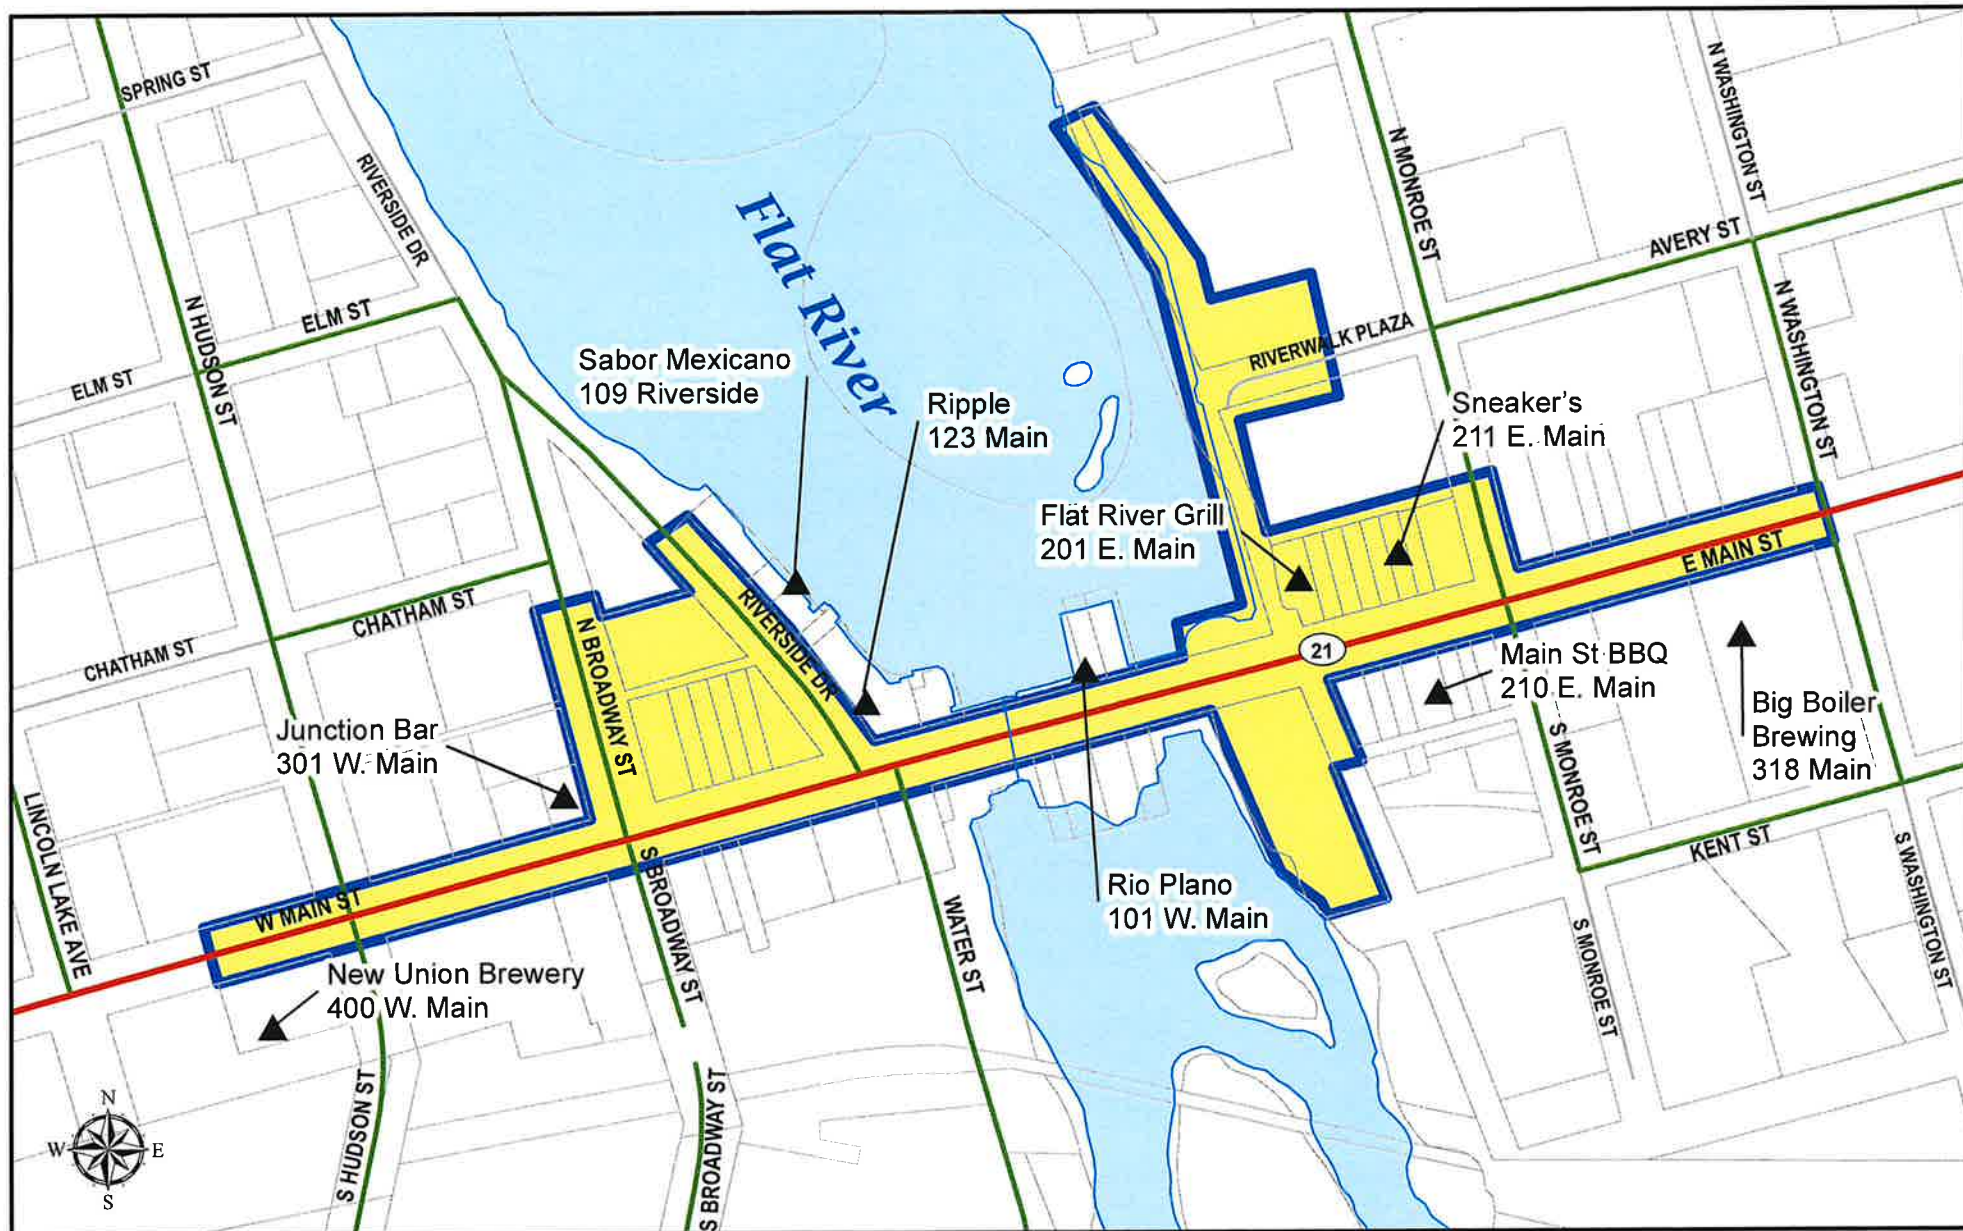 SPRING ST
RIVERSIDE DR
N HUDSON ST
ELM ST
ELM ST
Flat River
N MONROE ST
N WASHINGTON ST
AVERY ST
N WASHINGTON ST
RIVERWALK PLAZA
Sabor Mexicano
109 Riverside
Ripple
123 Main
Sneaker's
211 E. Main
Flat River Grill
201 E. Main
E MAIN ST
CHATHAM ST
CHATHAM ST
N BROADWAY ST
RIVERSIDE DR
21
Main St BBQ
210 E. Main
Big Boiler
Brewing
318 Main
Junction Bar
301 W. Main
S MONROE ST
KENT ST
LINCOLN LAKE AVE
W MAIN ST
S BROADWAY ST
WATER ST
Rio Plano
101 W. Main
S WASHINGTON ST
S MONROE ST
New Union Brewery
400 W. Main
S HUDSON ST
S BROADWAY ST
N
W
E
S